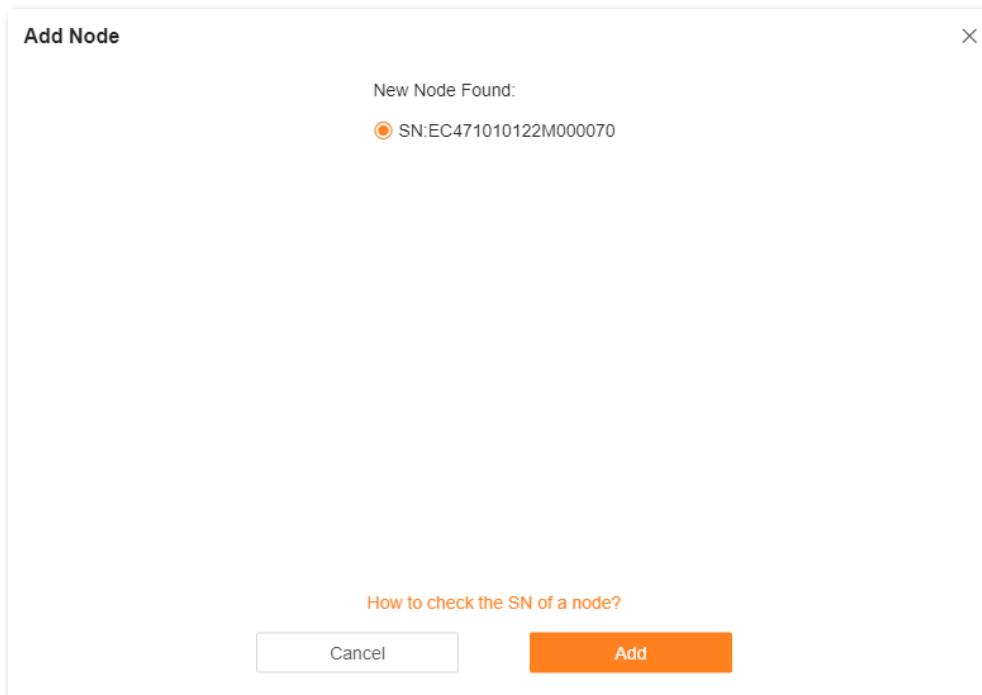 Add Node
New Node Found:
SN:EC471010122M000070
How to check the SN of a node?
Cancel
Add